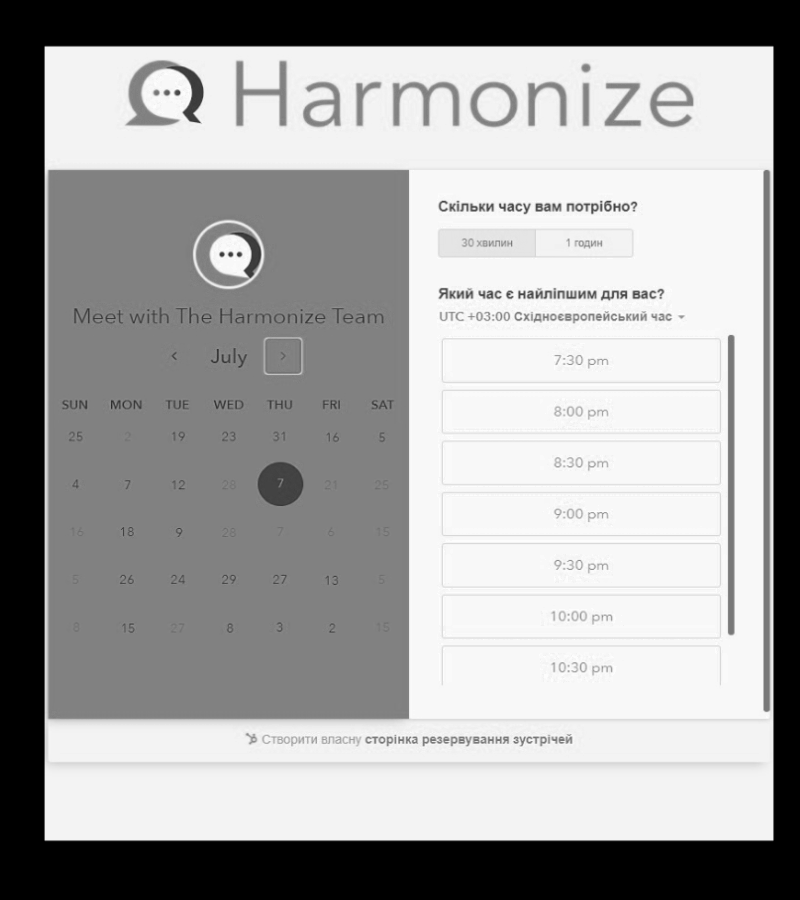 Harmonize
Meet with The Harmonize Team
July
SUN MON TUE WED THU FRI SAT
25 2 19 23 31 16 5
4 7 12 28 7 21 25
16 18 9 28 7 6 15
5 26 24 29 27 13 5
8 15 27 8 3 2 15
Скільки часу вам потрібно?
30 хвилин 1 годин
Який час є найліпшим для вас?
UTC +03:00 Східноєвропейський час
7:30 pm
8:00 pm
8:30 pm
9:00 pm
9:30 pm
10:00 pm
10:30 pm
Створити власну сторінка резервування зустрічей